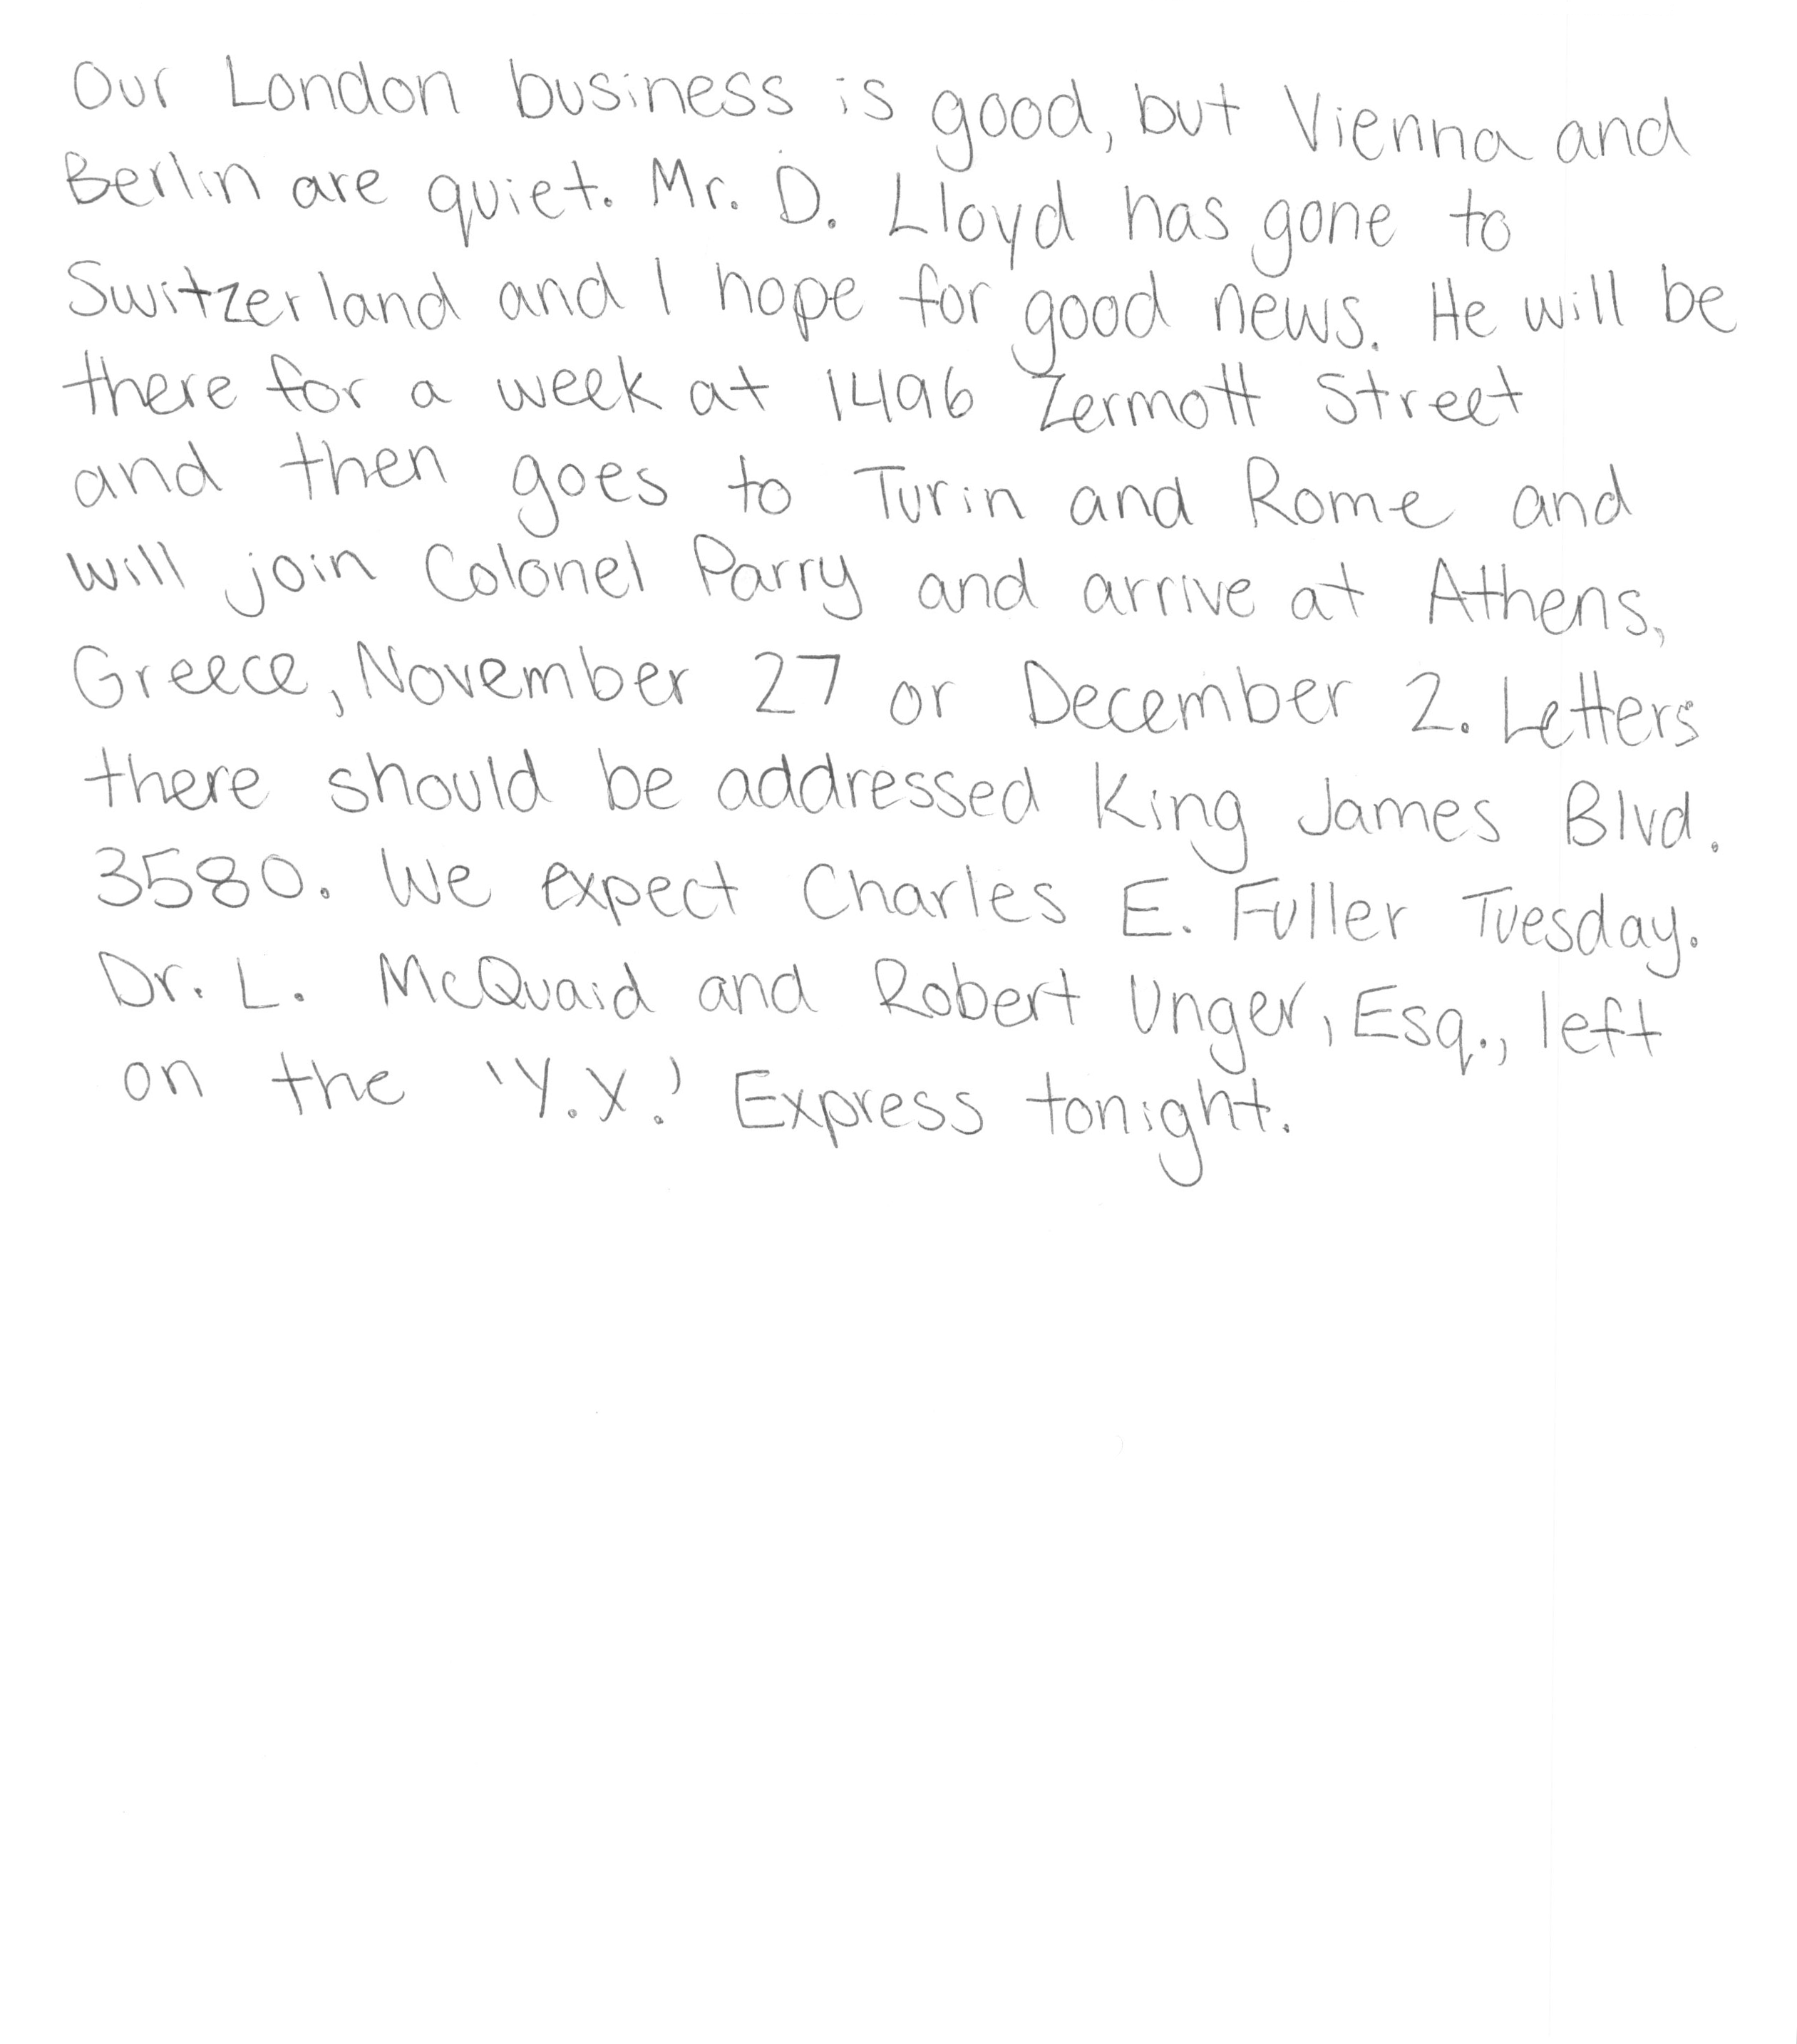 Our London business is good, but Vienna and
Berlin are quiet. Mr. D. Lloyd has gone to
Switzerland and I hope for good news. He will be
there for a week at 1496 Zermott Street
and then goes to Turin and Rome and
will join Colonel Parry and arrive at Athens,
Greece, November 27 or December 2. Letters
there should be addressed King James Blvd.
3580. We expect Charles E. Fuller Tuesday.
Dr. L. McQuaid and Robert Unger, Esq., left
on the 'Y.X.' Express tonight.